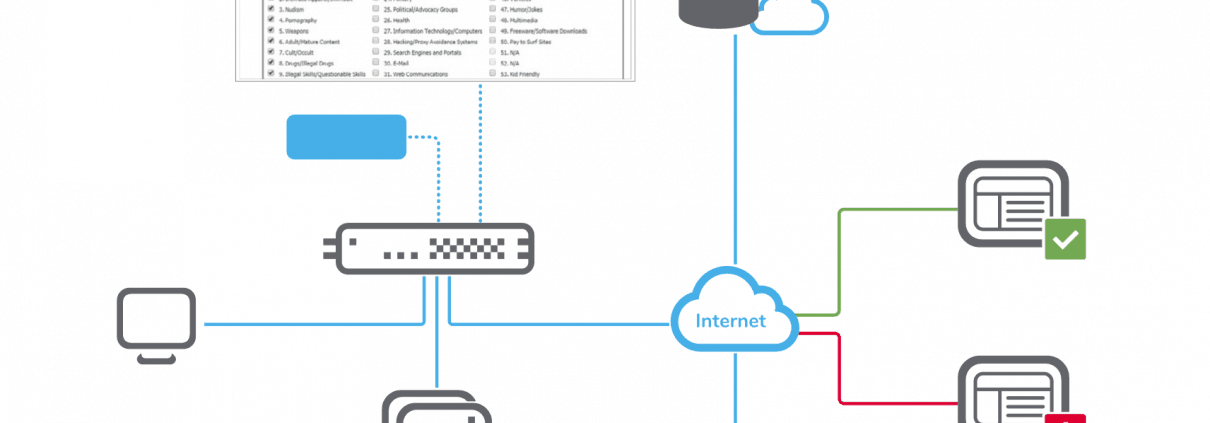 3. Nudism 25. Political/Advocacy Groups 47. Humor/Jokes
4. Pornography 26. Health 48. Multimedia
5. Weapons 27. Information Technology/Computers 49. Freeware/Software Downloads
6. Adult/Mature Content 28. Hacking/Proxy Avoidance Systems 50. Pay to Surf Sites
7. Cult/Occult 29. Search Engines and Portals 51. N/A
8. Drugs/Illegal Drugs 30. E-Mail 52. N/A
9. Illegal Skills/Questionable Skills 31. Web Communications 53. Kid Friendly
Internet